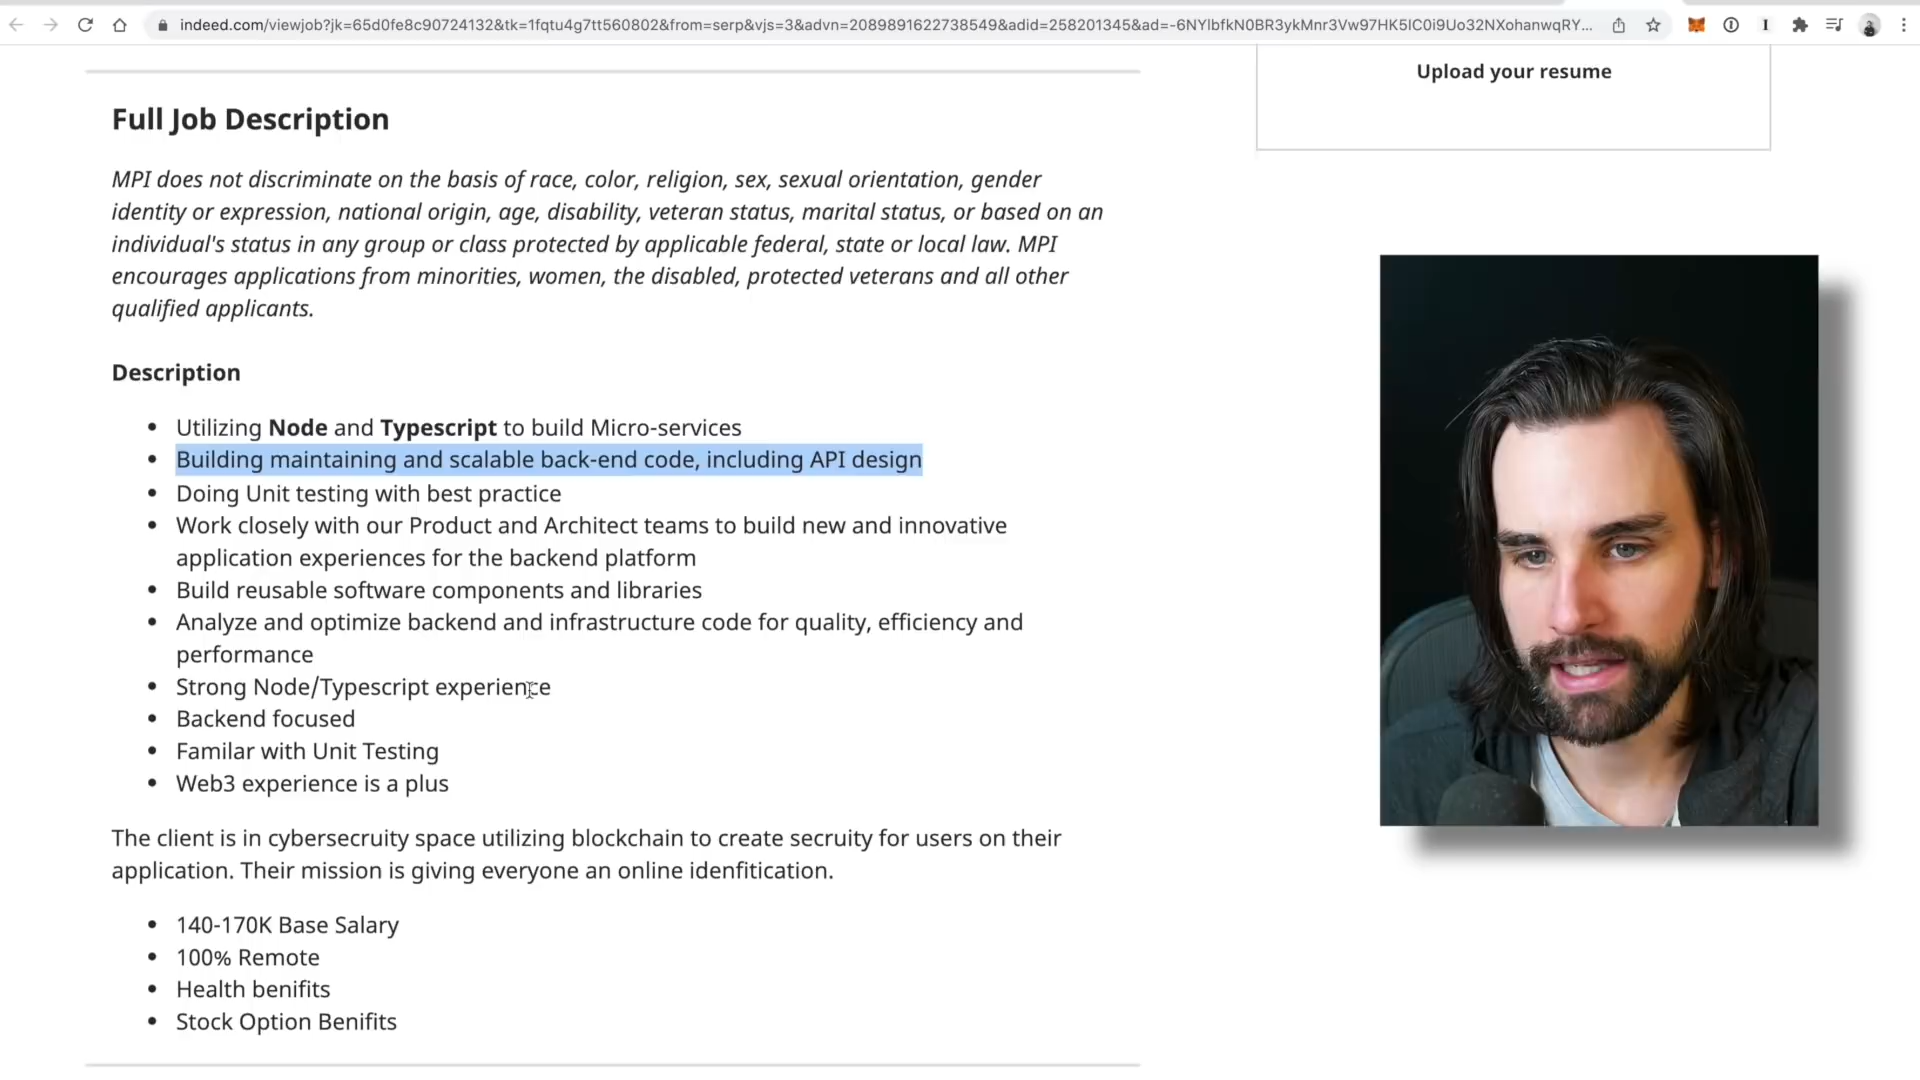 indeed.com/viewjob?jk=65d0fe8c90724132&tk=1fqtu4g7tt560802&from=serp&vjs=3&advn=2089891622738549&adid=258201345&ad=-6NYlbfkN0BR3ykMnr3Vw97HK5lC0i9Uo32NXohanwqRY...
Upload your resume
Full Job Description
MPI does not discriminate on the basis of race, color, religion, sex, sexual orientation, gender
identity or expression, national origin, age, disability, veteran status, marital status, or based on an
individual's status in any group or class protected by applicable federal, state or local law. MPI
encourages applications from minorities, women, the disabled, protected veterans and all other
qualified applicants.
Description
• Utilizing Node and Typescript to build Micro-services
• Building maintaining and scalable back-end code, including API design
• Doing Unit testing with best practice
• Work closely with our Product and Architect teams to build new and innovative
application experiences for the backend platform
• Build reusable software components and libraries
• Analyze and optimize backend and infrastructure code for quality, efficiency and
performance
• Strong Node/Typescript experience
• Backend focused
• Familar with Unit Testing
• Web3 experience is a plus
The client is in cybersecruity space utilizing blockchain to create secruity for users on their
application. Their mission is giving everyone an online idenfitication.
• 140-170K Base Salary
• 100% Remote
• Health benifits
• Stock Option Benifits